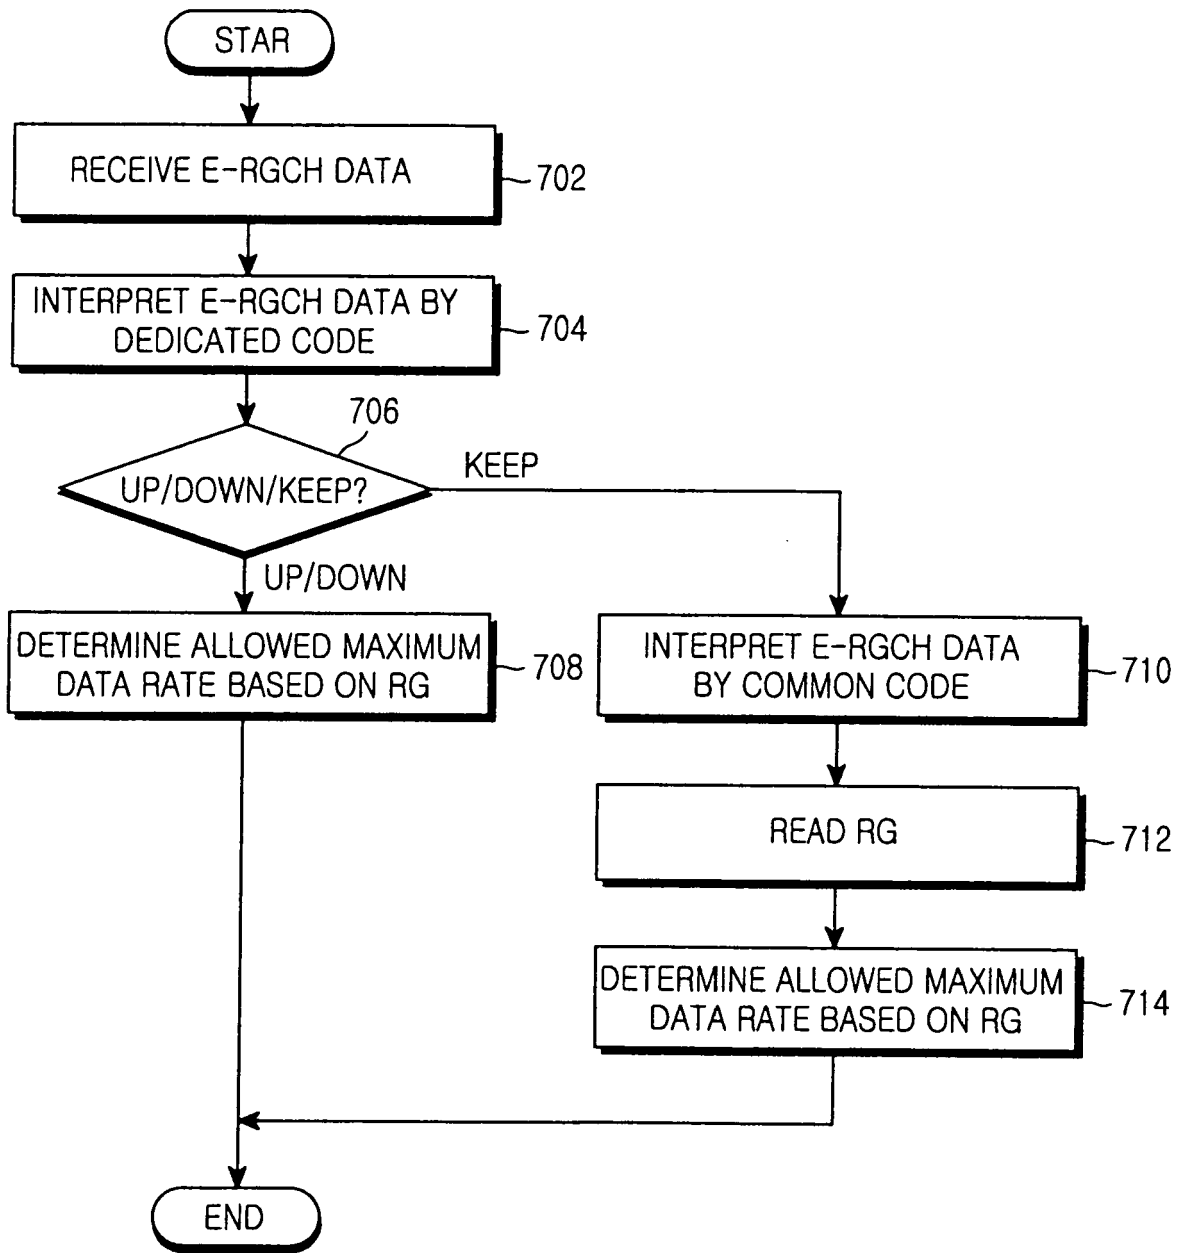 STAR
RECEIVE E-RGCH DATA
702
INTERPRET E-RGCH DATA BY
DEDICATED CODE
704
706
UP/DOWN/KEEP?
KEEP
UP/DOWN
DETERMINE ALLOWED MAXIMUM
DATA RATE BASED ON RG
708
INTERPRET E-RGCH DATA
BY COMMON CODE
710
READ RG
712
DETERMINE ALLOWED MAXIMUM
DATA RATE BASED ON RG
714
END